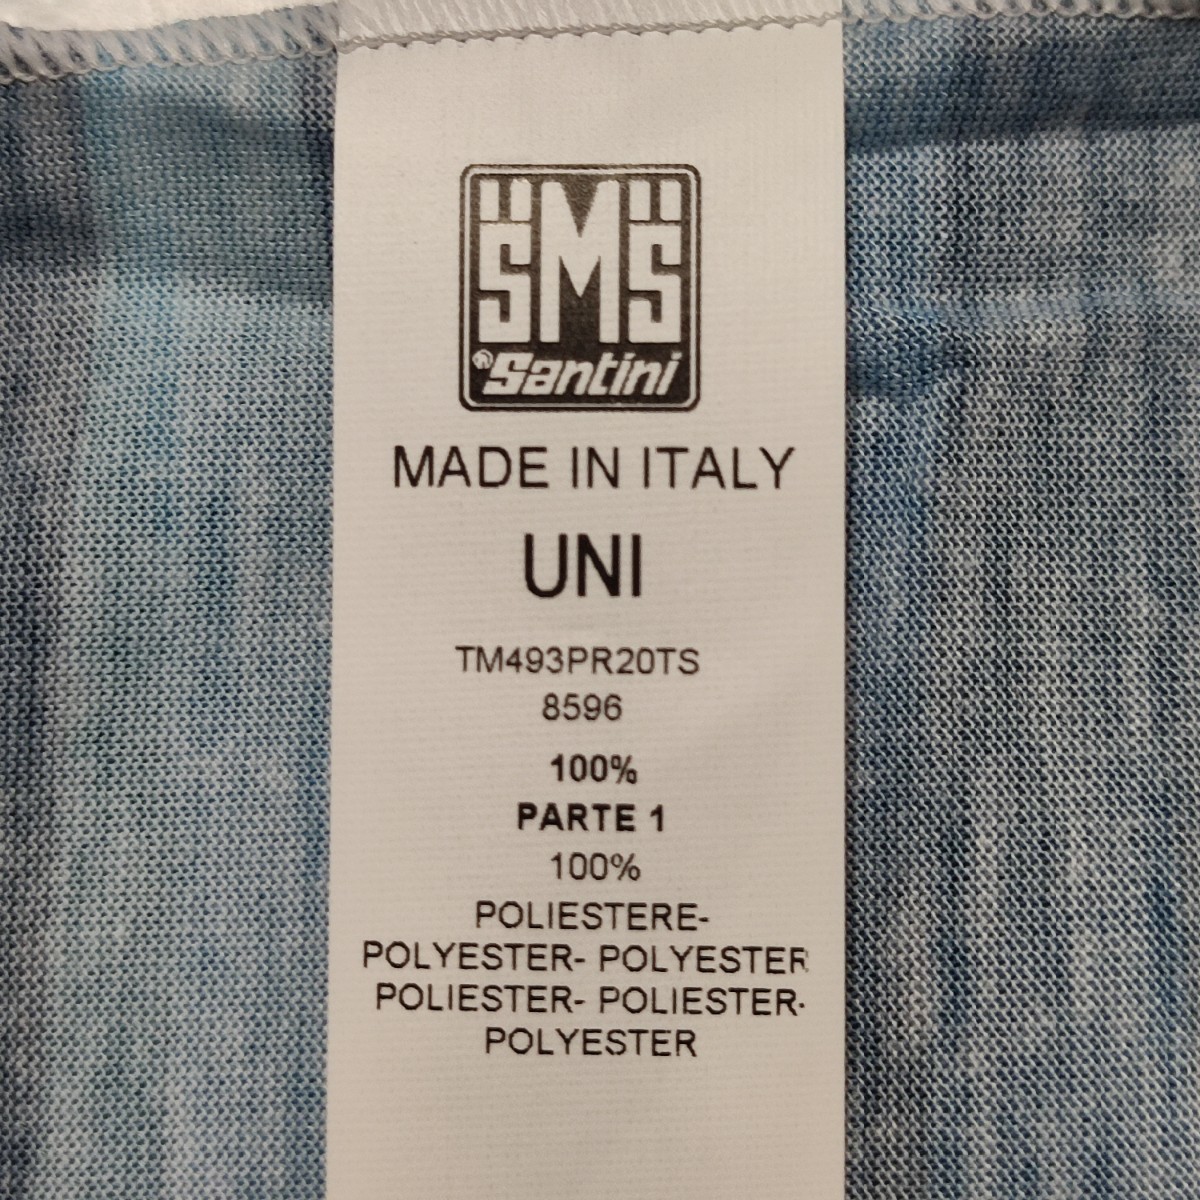 SMS
®Santini
MADE IN ITALY
UNI
TM493PR20TS
8596
100%
PARTE 1
100%
POLIESTERE-
POLYESTER- POLYESTER
POLIESTER- POLIESTER-
POLYESTER